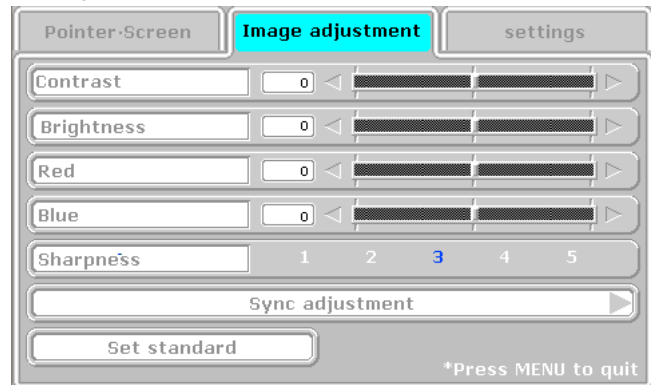 Pointer·Screen Image adjustment settings
Contrast 0
Brightness 0
Red 0
Blue 0
Sharpness 1 2 3 4 5
Sync adjustment
Set standard
*Press MENU to quit